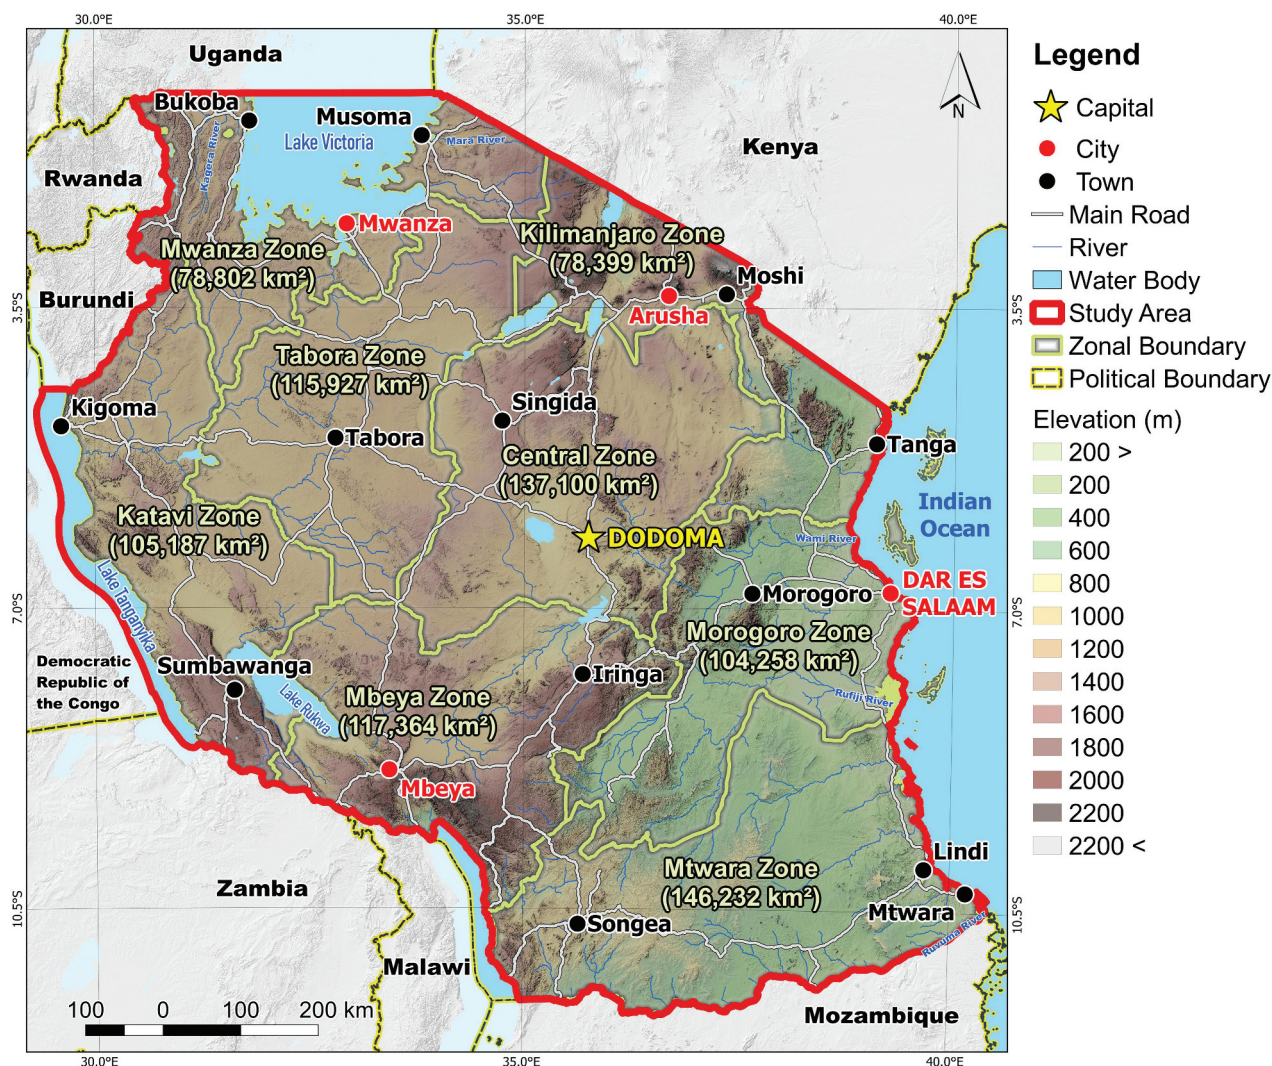 30.0°E
35.0°E
40.0°E
Uganda
Bukoba
Musoma
Lake Victoria
Mara River
Kagera River
Kenya
Rwanda
Mwanza
Mwanza Zone
(78,802 km²)
Kilimanjaro Zone
(78,399 km²)
Moshi
Burundi
Arusha
3.5°S
3.5°S
Tabora Zone
(115,927 km²)
Kigoma
Singida
Tabora
Tanga
Central Zone
(137,100 km²)
Indian
Ocean
Katavi Zone
(105,187 km²)
DODOMA
Wami River
Lake Tanganyika
Morogoro
DAR ES
SALAAM
7.0°S
7.0°S
Morogoro Zone
(104,258 km²)
Democratic
Republic of
the Congo
Sumbawanga
Iringa
Lake Rukwa
Mbeya Zone
(117,364 km²)
Rufiji River
Mbeya
Zambia
Mtwara Zone
(146,232 km²)
Lindi
Mtwara
10.5°S
10.5°S
Songea
Ruvuma River
Malawi
Mozambique
100 0 100 200 km
30.0°E
35.0°E
40.0°E
N
Legend
Capital
City
Town
Main Road
River
Water Body
Study Area
Zonal Boundary
Political Boundary
Elevation (m)
200 >
200
400
600
800
1000
1200
1400
1600
1800
2000
2200
2200 <